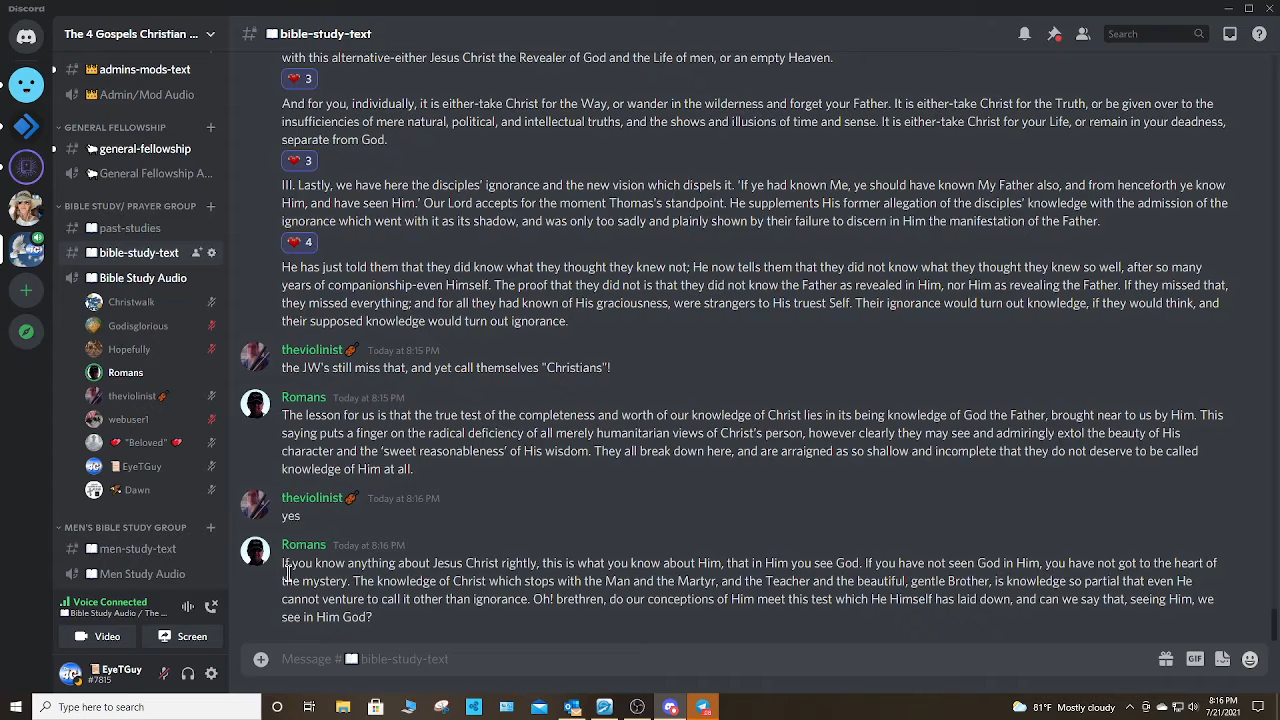 Discord
The 4 Gospels Christian ...
bible-study-text
Search
admins-mods-text
Admin/Mod Audio
GENERAL FELLOWSHIP
general-fellowship
General Fellowship A...
BIBLE STUDY/ PRAYER GROUP
past-studies
bible-study-text
Bible Study Audio
Christwalk
Godisglorious
Hopefully
Romans
theviolinist
webuser1
"Beloved"
EyeTGuy
Dawn
MEN'S BIBLE STUDY GROUP
men-study-text
Men Study Audio
Voice Connected
Bible Study Audio / The ...
Video
Screen
EyeTGuy
#7815
with this alternative-either Jesus Christ the Revealer of God and the Life of men, or an empty Heaven.
3
And for you, individually, it is either-take Christ for the Way, or wander in the wilderness and forget your Father. It is either-take Christ for the Truth, or be given over to the
insufficiencies of mere natural, political, and intellectual truths, and the shows and illusions of time and sense. It is either-take Christ for your Life, or remain in your deadness,
separate from God.
3
III. Lastly, we have here the disciples' ignorance and the new vision which dispels it. 'If ye had known Me, ye should have known My Father also, and from henceforth ye know
Him, and have seen Him.' Our Lord accepts for the moment Thomas's standpoint. He supplements His former allegation of the disciples' knowledge with the admission of the
ignorance which went with it as its shadow, and was only too sadly and plainly shown by their failure to discern in Him the manifestation of the Father.
4
He has just told them that they did know what they thought they knew not; He now tells them that they did not know what they thought they knew so well, after so many
years of companionship-even Himself. The proof that they did not is that they did not know the Father as revealed in Him, nor Him as revealing the Father. If they missed that,
they missed everything; and for all they had known of His graciousness, were strangers to His truest Self. Their ignorance would turn out knowledge, if they would think, and
their supposed knowledge would turn out ignorance.
theviolinist Today at 8:15 PM
the JW's still miss that, and yet call themselves "Christians"!
Romans Today at 8:15 PM
The lesson for us is that the true test of the completeness and worth of our knowledge of Christ lies in its being knowledge of God the Father, brought near to us by Him. This
saying puts a finger on the radical deficiency of all merely humanitarian views of Christ's person, however clearly they may see and admiringly extol the beauty of His
character and the 'sweet reasonableness' of His wisdom. They all break down here, and are arraigned as so shallow and incomplete that they do not deserve to be called
knowledge of Him at all.
theviolinist Today at 8:16 PM
yes
Romans Today at 8:16 PM
If you know anything about Jesus Christ rightly, this is what you know about Him, that in Him you see God. If you have not seen God in Him, you have not got to the heart of
the mystery. The knowledge of Christ which stops with the Man and the Martyr, and the Teacher and the beautiful, gentle Brother, is knowledge so partial that even He
cannot venture to call it other than ignorance. Oh! brethren, do our conceptions of Him meet this test which He Himself has laid down, and can we say that, seeing Him, we
see in Him God?
Message # bible-study-text
GIF
Type here to search
81°F Mostly cloudy
8:16 PM
7/21/2021